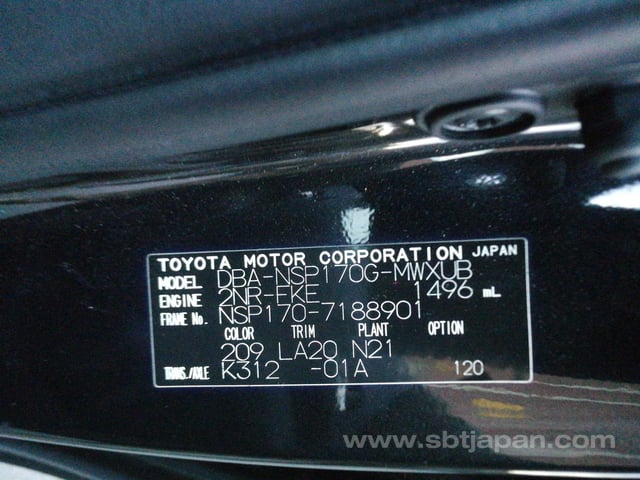 TOYOTA MOTOR CORPORATION JAPAN
MODEL DBA-NSP170G-MWXUB
ENGINE 2NR-FKE 1496 mL
FRAME No. NSP170-7188901
COLOR TRIM PLANT OPTION
209 LA20 N21
TRANS./AXLE K312 -01A 120
www.sbtjapan.com